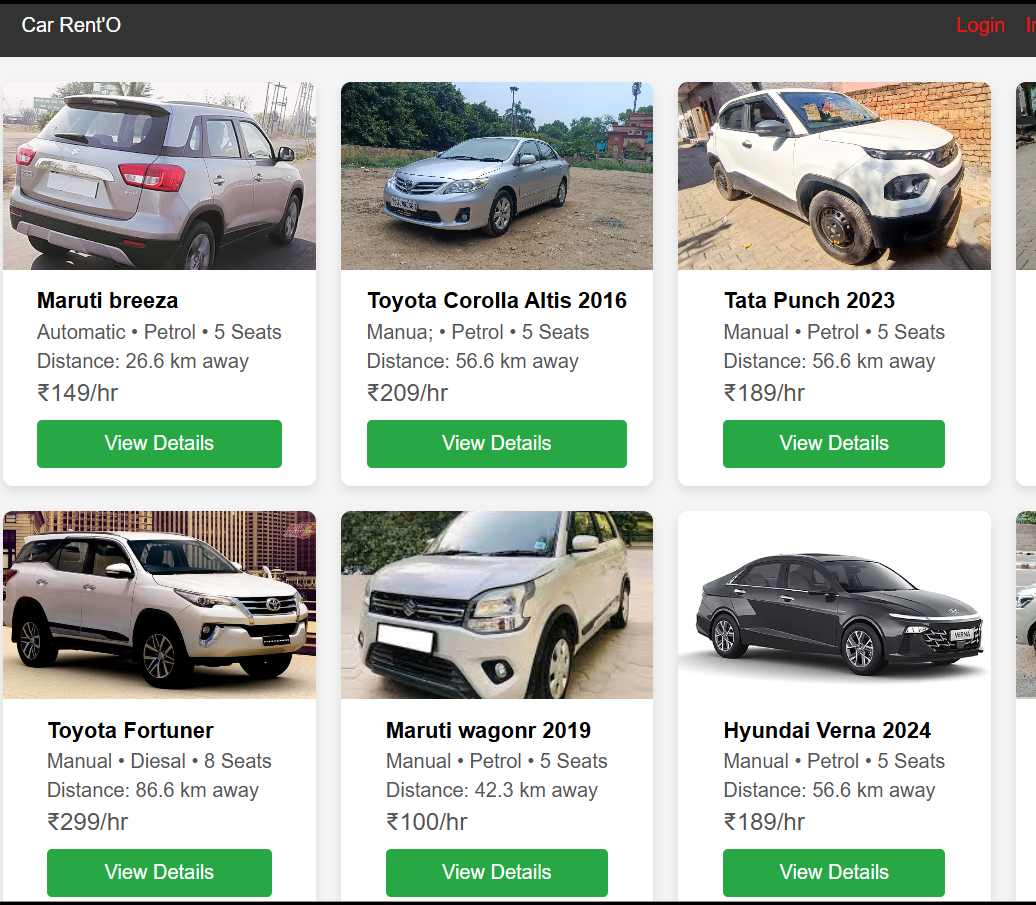 Car Rent'O
Login
Maruti breeza
Automatic • Petrol • 5 Seats
Distance: 26.6 km away
₹149/hr
View Details
Toyota Corolla Altis 2016
Manua; • Petrol • 5 Seats
Distance: 56.6 km away
₹209/hr
View Details
Tata Punch 2023
Manual • Petrol • 5 Seats
Distance: 56.6 km away
₹189/hr
View Details
Toyota Fortuner
Manual • Diesel • 8 Seats
Distance: 86.6 km away
₹299/hr
View Details
Maruti wagonr 2019
Manual • Petrol • 5 Seats
Distance: 42.3 km away
₹100/hr
View Details
VERNA
Hyundai Verna 2024
Manual • Petrol • 5 Seats
Distance: 56.6 km away
₹189/hr
View Details